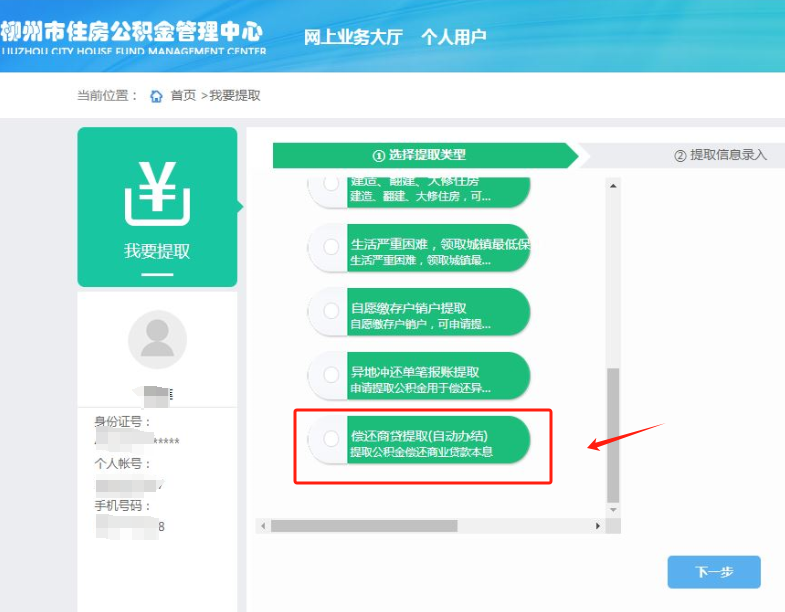 柳州市住房公积金管理中心
LIUZHOU CITY HOUSE FUND MANAGEMENT CENTER
网上业务大厅 个人用户
当前位置： 首页 >我要提取
① 选择提取类型
② 提取信息录入
¥
我要提取
建造、翻建、大修住房
建造、翻建、大修住房，可...
生活严重困难，领取城镇最低保
生活严重困难，领取城镇最...
自愿缴存户销户提取
自愿缴存户销户，可申请提...
异地冲还单笔报账提取
申请提取公积金用于偿还异...
偿还商贷提取(自动办结)
提取公积金偿还商业贷款本息
身份证号：
*****
个人帐号：
手机号码：
8
下一步